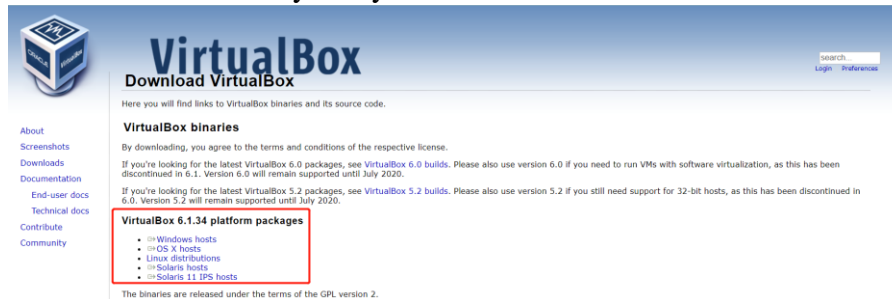 VirtualBox
search...
Login Preferences
Download VirtualBox
Here you will find links to VirtualBox binaries and its source code.
VirtualBox binaries
By downloading, you agree to the terms and conditions of the respective license.
If you're looking for the latest VirtualBox 6.0 packages, see VirtualBox 6.0 builds. Please also use version 6.0 if you need to run VMs with software virtualization, as this has been
discontinued in 6.1. Version 6.0 will remain supported until July 2020.
If you're looking for the latest VirtualBox 5.2 packages, see VirtualBox 5.2 builds. Please also use version 5.2 if you still need support for 32-bit hosts, as this has been discontinued in
6.0. Version 5.2 will remain supported until July 2020.
VirtualBox 6.1.34 platform packages
Windows hosts
OS X hosts
Linux distributions
Solaris hosts
Solaris 11 IPS hosts
The binaries are released under the terms of the GPL version 2.
About
Screenshots
Downloads
Documentation
End-user docs
Technical docs
Contribute
Community